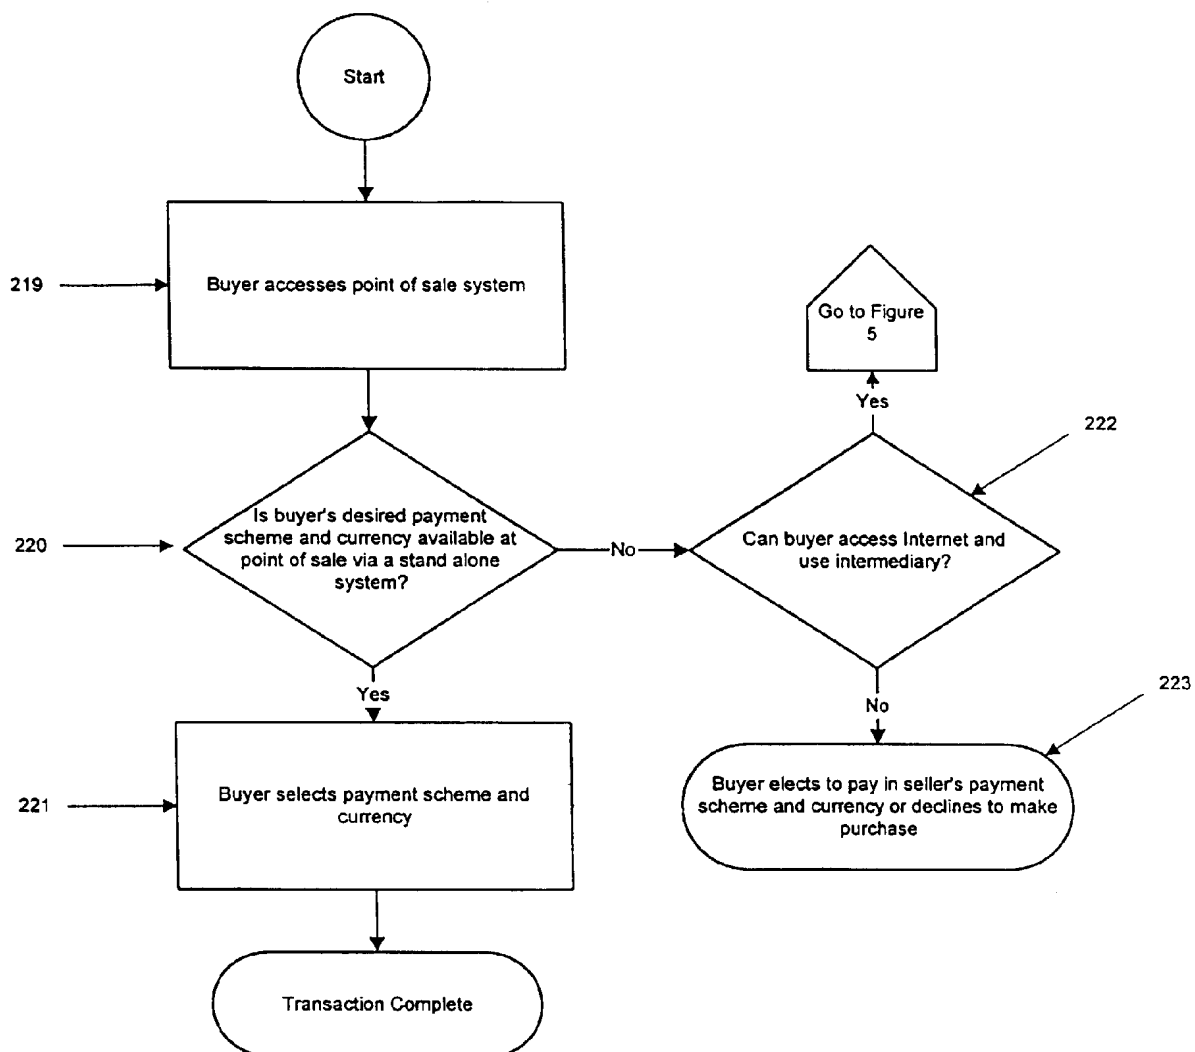 Start
219
Buyer accesses point of sale system
Go to Figure
5
Yes
222
220
Is buyer's desired payment
scheme and currency available at
point of sale via a stand alone
system?
No
Can buyer access Internet and
use intermediary?
Yes
No
223
221
Buyer selects payment scheme and
currency
Buyer elects to pay in seller's payment
scheme and currency or declines to make
purchase
Transaction Complete